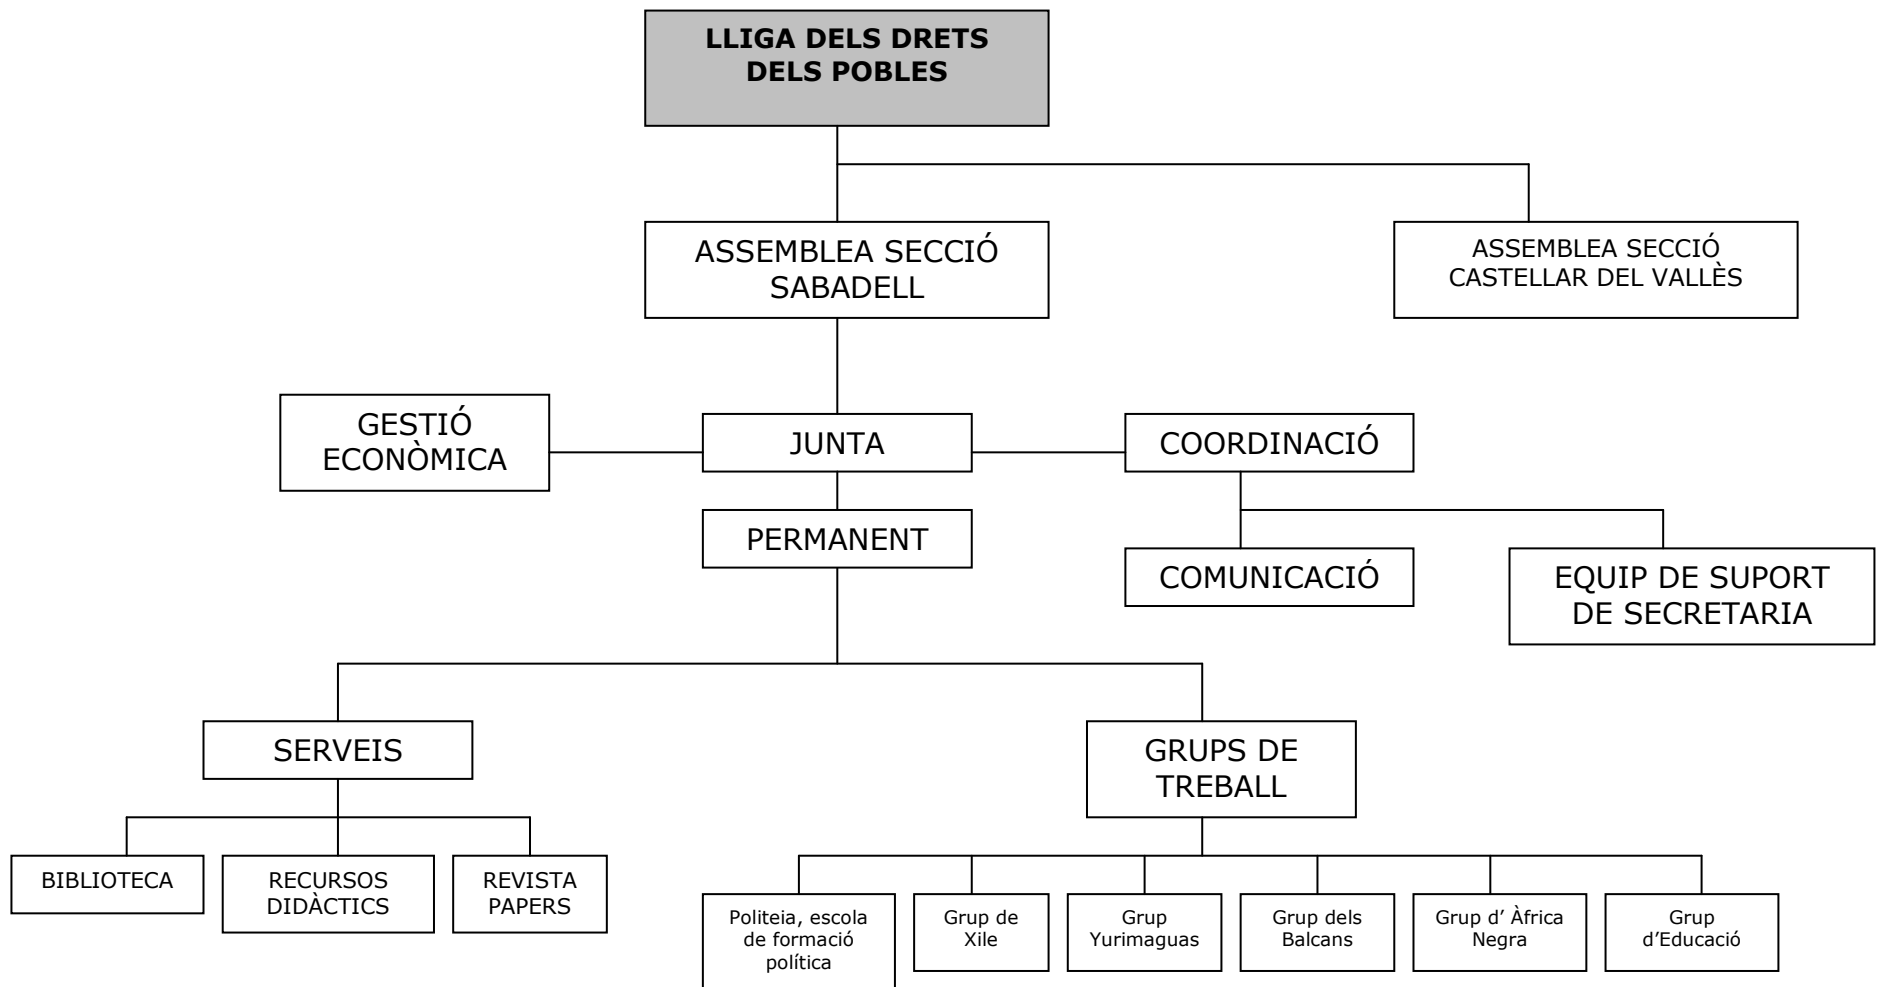 LLIGA DELS DRETS
DELS POBLES
ASSEMBLEA SECCIÓ
SABADELL
ASSEMBLEA SECCIÓ
CASTELLAR DEL VALLÈS
GESTIÓ
ECONÒMICA
JUNTA
COORDINACIÓ
PERMANENT
COMUNICACIÓ
EQUIP DE SUPORT
DE SECRETARIA
SERVEIS
GRUPS DE
TREBALL
BIBLIOTECA
RECURSOS
DIDÀCTICS
REVISTA
PAPERS
Politeia, escola
de formació
política
Grup de
Xile
Grup
Yurimaguas
Grup dels
Balcans
Grup d’ Àfrica
Negra
Grup
d’Educació